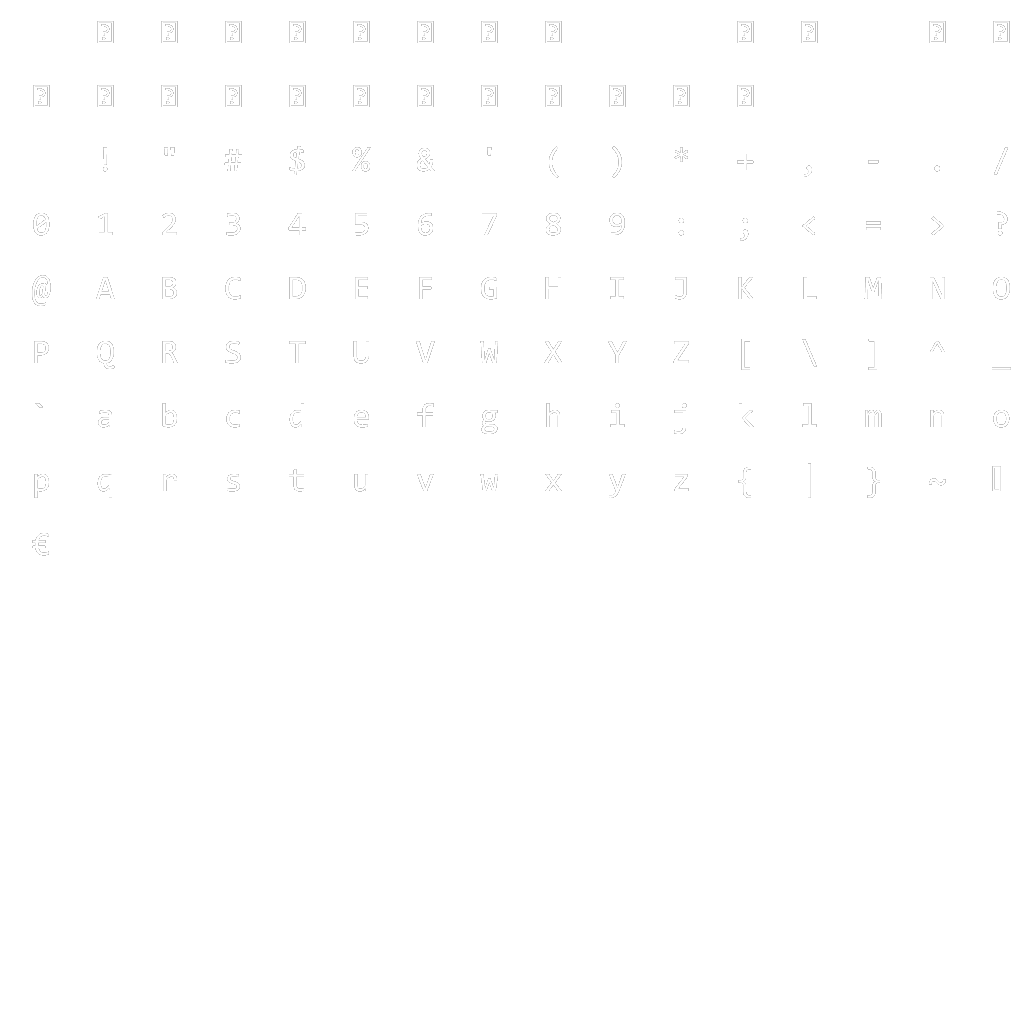 ! " # $ % & ' ( ) * + , - . /
0 1 2 3 4 5 6 7 8 9 : ; < = > ?
@ A B C D E F G H I J K L M N O
P Q R S T U V W X Y Z [ \ ] ^ _
` a b c d e f g h i j k l m n o
p q r s t u v w x y z { | } ~
€